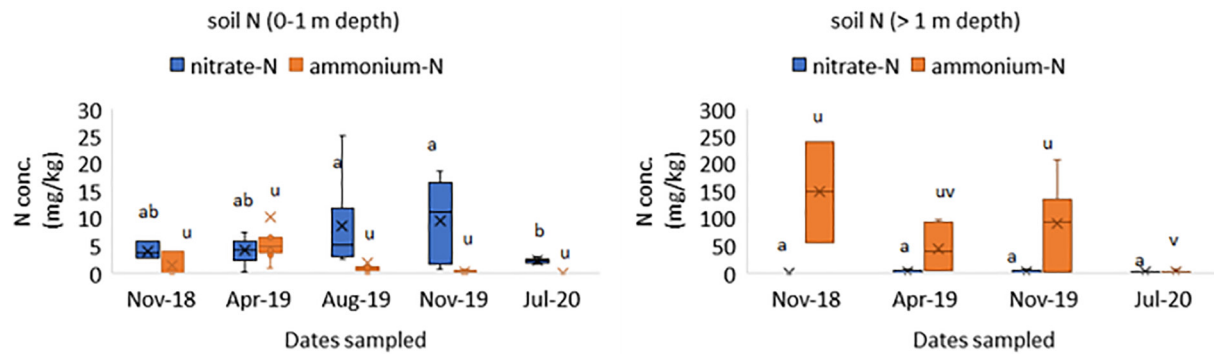 soil N (0-1 m depth)
nitrate-N ammonium-N
N conc.
(mg/kg)
30
25
20
15
10
5
0
ab
u
ab
u
a
u
a
u
b
u
Nov-18 Apr-19 Aug-19 Nov-19 Jul-20
Dates sampled
soil N (> 1 m depth)
nitrate-N ammonium-N
N conc.
(mg/kg)
300
250
200
150
100
50
0
a
u
a
uv
a
u
a
v
Nov-18 Apr-19 Nov-19 Jul-20
Dates sampled